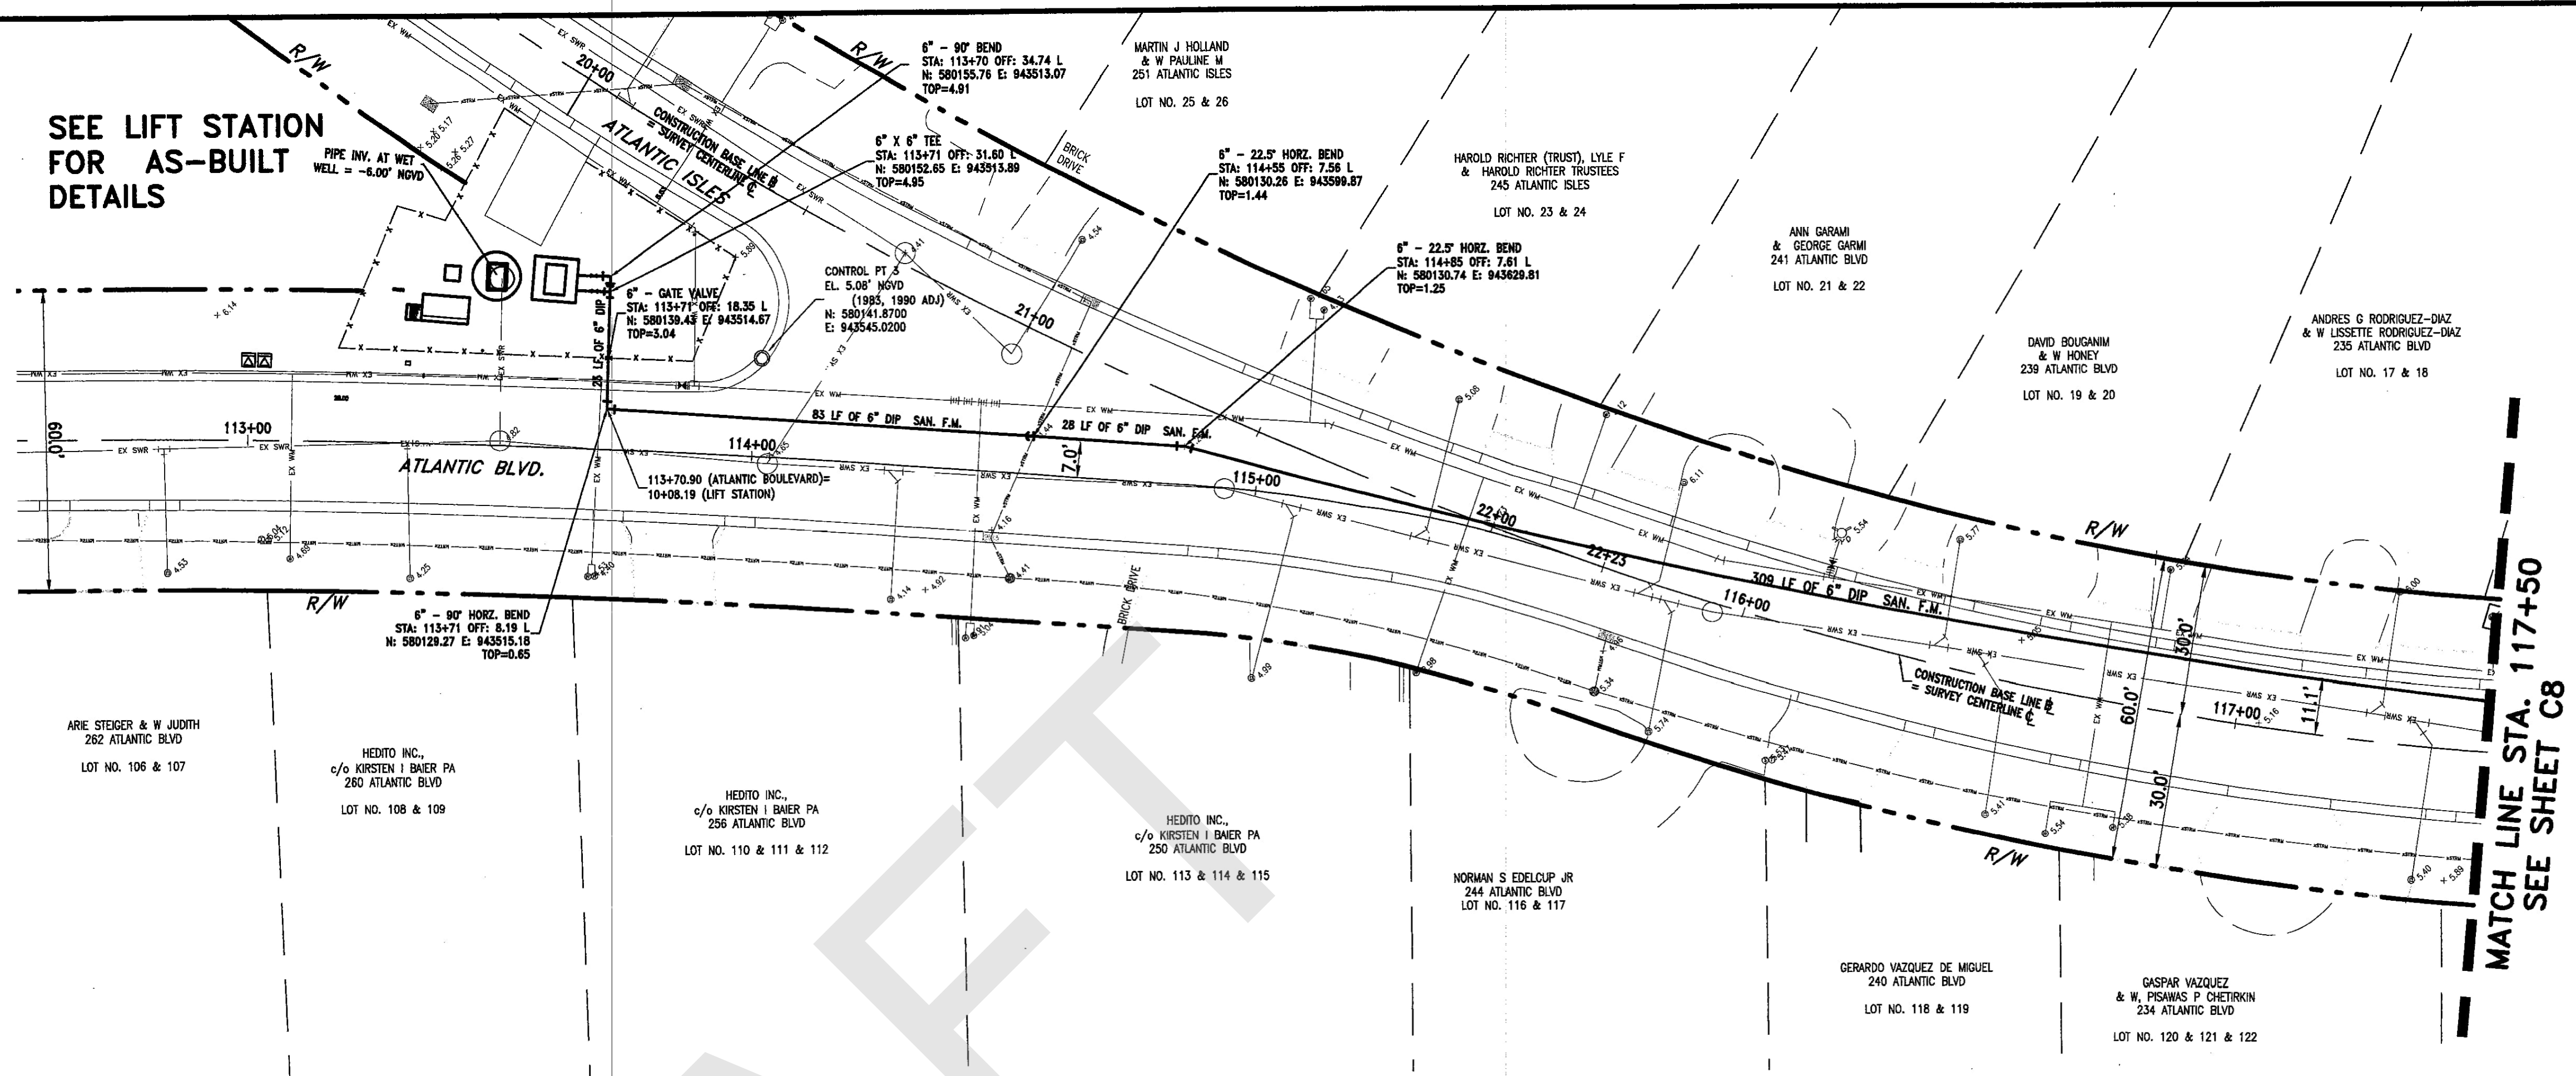 SEE LIFT STATION
FOR AS-BUILT
DETAILS
PIPE INV. AT WET
WELL = -6.00' NGVD
R/W
EX WM
EX SWR
20+00
CONSTRUCTION BASE LINE
= SURVEY CENTERLINE
ATLANTIC ISLES
R/W
6" - 90° BEND
STA: 113+70 OFF: 34.74 L
N: 580155.76 E: 943513.07
TOP=4.91
6" X 6" TEE
STA: 113+71 OFF: 31.60 L
N: 580152.65 E: 943513.89
TOP=4.95
MARTIN J HOLLAND
& W PAULINE M
251 ATLANTIC ISLES
LOT NO. 25 & 26
BRICK
DRIVE
6" - 22.5° HORZ. BEND
STA: 114+55 OFF: 7.56 L
N: 580130.26 E: 943599.87
TOP=1.44
HAROLD RICHTER (TRUST), LYLE F
& HAROLD RICHTER TRUSTEES
245 ATLANTIC ISLES
LOT NO. 23 & 24
6" - 22.5° HORZ. BEND
STA: 114+85 OFF: 7.61 L
N: 580130.74 E: 943629.81
TOP=1.25
ANN GARAMI
& GEORGE GARMI
241 ATLANTIC BLVD
LOT NO. 21 & 22
DAVID BOUGANIM
& W HONEY
239 ATLANTIC BLVD
LOT NO. 19 & 20
ANDRES G RODRIGUEZ-DIAZ
& W LISSETTE RODRIGUEZ-DIAZ
235 ATLANTIC BLVD
LOT NO. 17 & 18
6" - GATE VALVE
STA: 113+71 OFF: 18.35 L
N: 580139.43 E: 943514.67
TOP=3.04
CONTROL PT 3
EL. 5.08' NGVD
(1983, 1990 ADJ)
N: 580141.8700
E: 943545.0200
21+00
23 LF OF 6" DIP
60.0'
113+00
ATLANTIC BLVD.
114+00
83 LF OF 6" DIP SAN. F.M.
28 LF OF 6" DIP SAN. F.M.
7.0'
115+00
113+70.90 (ATLANTIC BOULEVARD)=
10+08.19 (LIFT STATION)
22+00
22+23
116+00
309 LF OF 6" DIP SAN. F.M.
R/W
30.0'
60.0'
30.0'
CONSTRUCTION BASE LINE
= SURVEY CENTERLINE
117+00
11.1'
MATCH LINE STA. 117+50
SEE SHEET C8
R/W
6" - 90° HORZ. BEND
STA: 113+71 OFF: 8.19 L
N: 580129.27 E: 943515.18
TOP=0.65
BRICK DRIVE
R/W
ARIE STEIGER & W JUDITH
262 ATLANTIC BLVD
LOT NO. 106 & 107
HEDITO INC.,
c/o KIRSTEN I BAIER PA
260 ATLANTIC BLVD
LOT NO. 108 & 109
HEDITO INC.,
c/o KIRSTEN I BAIER PA
256 ATLANTIC BLVD
LOT NO. 110 & 111 & 112
HEDITO INC.,
c/o KIRSTEN I BAIER PA
250 ATLANTIC BLVD
LOT NO. 113 & 114 & 115
NORMAN S EDELCUP JR
244 ATLANTIC BLVD
LOT NO. 116 & 117
GERARDO VAZQUEZ DE MIGUEL
240 ATLANTIC BLVD
LOT NO. 118 & 119
GASPAR VAZQUEZ
& W, PISAWAS P CHETIRKIN
234 ATLANTIC BLVD
LOT NO. 120 & 121 & 122